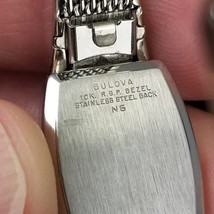 BULOVA
10K. R.G.P. BEZEL
STAINLESS STEEL BACK
N6